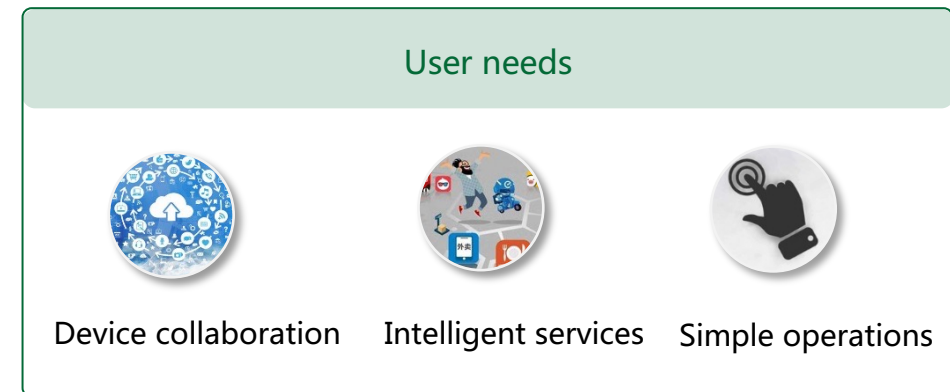 User needs
外卖
Device collaboration
Intelligent services
Simple operations